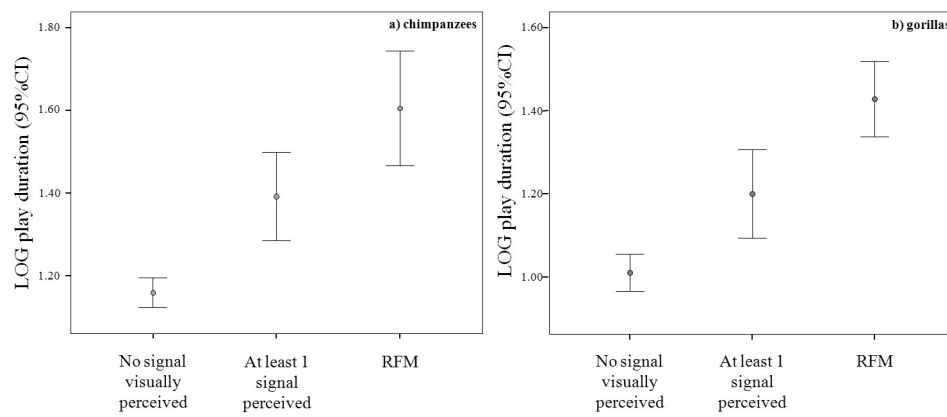 a) chimpanzees
LOG play duration (95%CI)
1.80
1.60
1.40
1.20
No signal
visually
perceived
At least 1
signal
perceived
RFM
b) gorillas
LOG play duration (95%CI)
1.60
1.40
1.20
1.00
No signal
visually
perceived
At least 1
signal
perceived
RFM